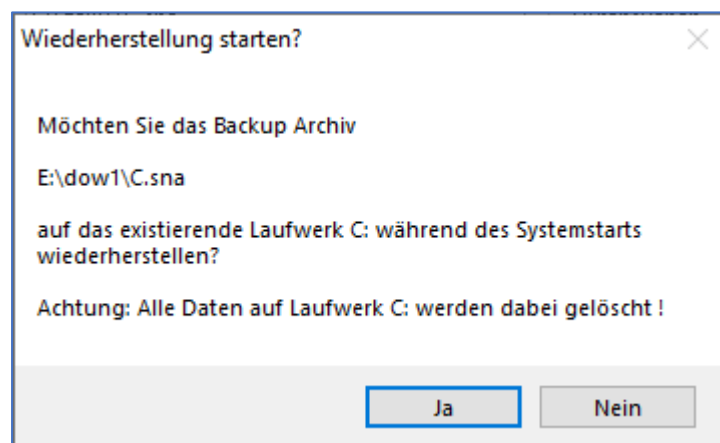 Wiederherstellung starten?
Möchten Sie das Backup Archiv
E:\dow1\C.sna
auf das existierende Laufwerk C: während des Systemstarts
wiederherstellen?
Achtung: Alle Daten auf Laufwerk C: werden dabei gelöscht !
Ja
Nein